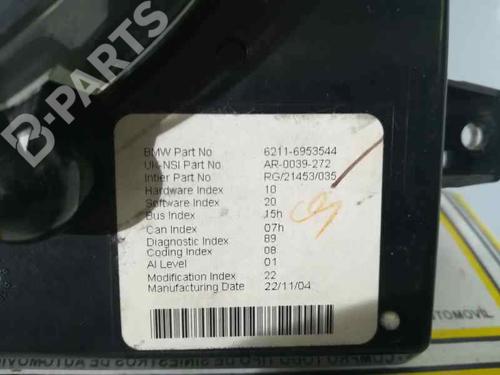 B-PARTS
BMW Part No 6211-6953544
UK-NSI Part No. AR-0039-272
Intier Part No RG/21453/035
Hardware Index 10
Software Index 20
Bus Index 15h
Can Index 07h
Diagnostic Index 89
Coding Index 08
AI Level 01
Modification Index 22
Manufacturing Date 22/11/04